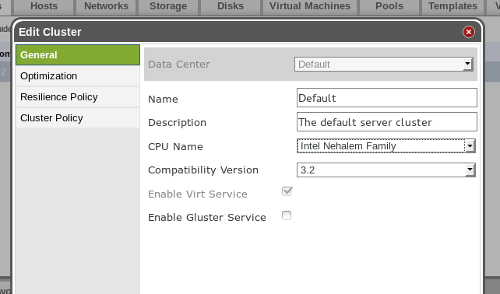 Hosts Networks Storage Disks Virtual Machines Pools Templates
Edit Cluster
General
Optimization
Resilience Policy
Cluster Policy
Data Center Default
Name Default
Description The default server cluster
CPU Name Intel Nehalem Family
Compatibility Version 3.2
Enable Virt Service
Enable Gluster Service